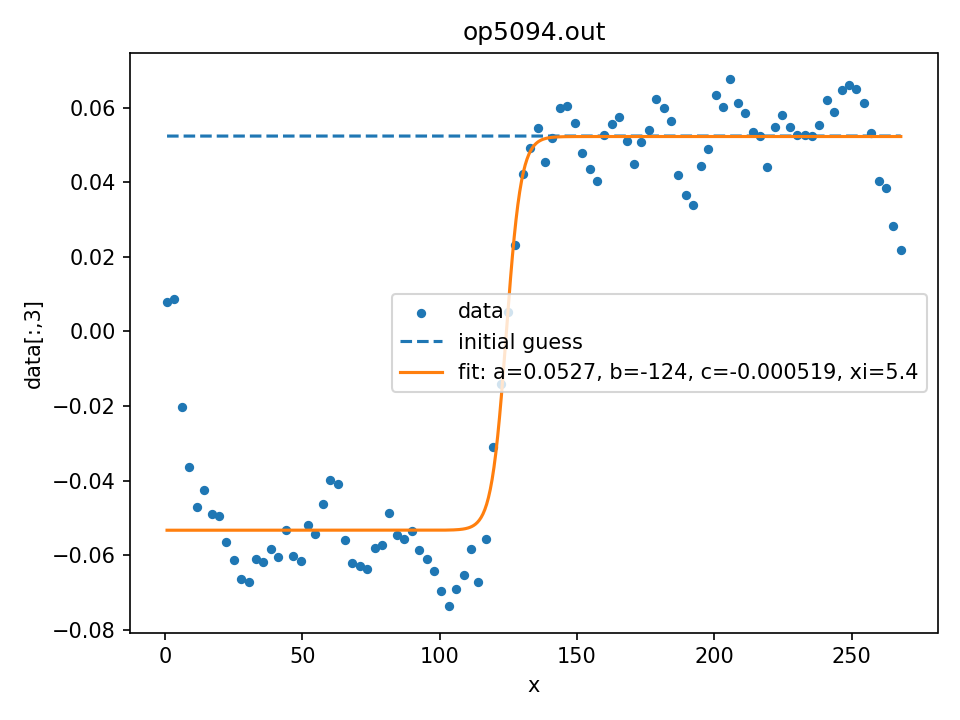 op5094.out
0.06
0.04
0.02
0.00
−0.02
−0.04
−0.06
−0.08
data[:,3]
data
initial guess
fit: a=0.0527, b=-124, c=-0.000519, xi=5.4
0 50 100 150 200 250
x